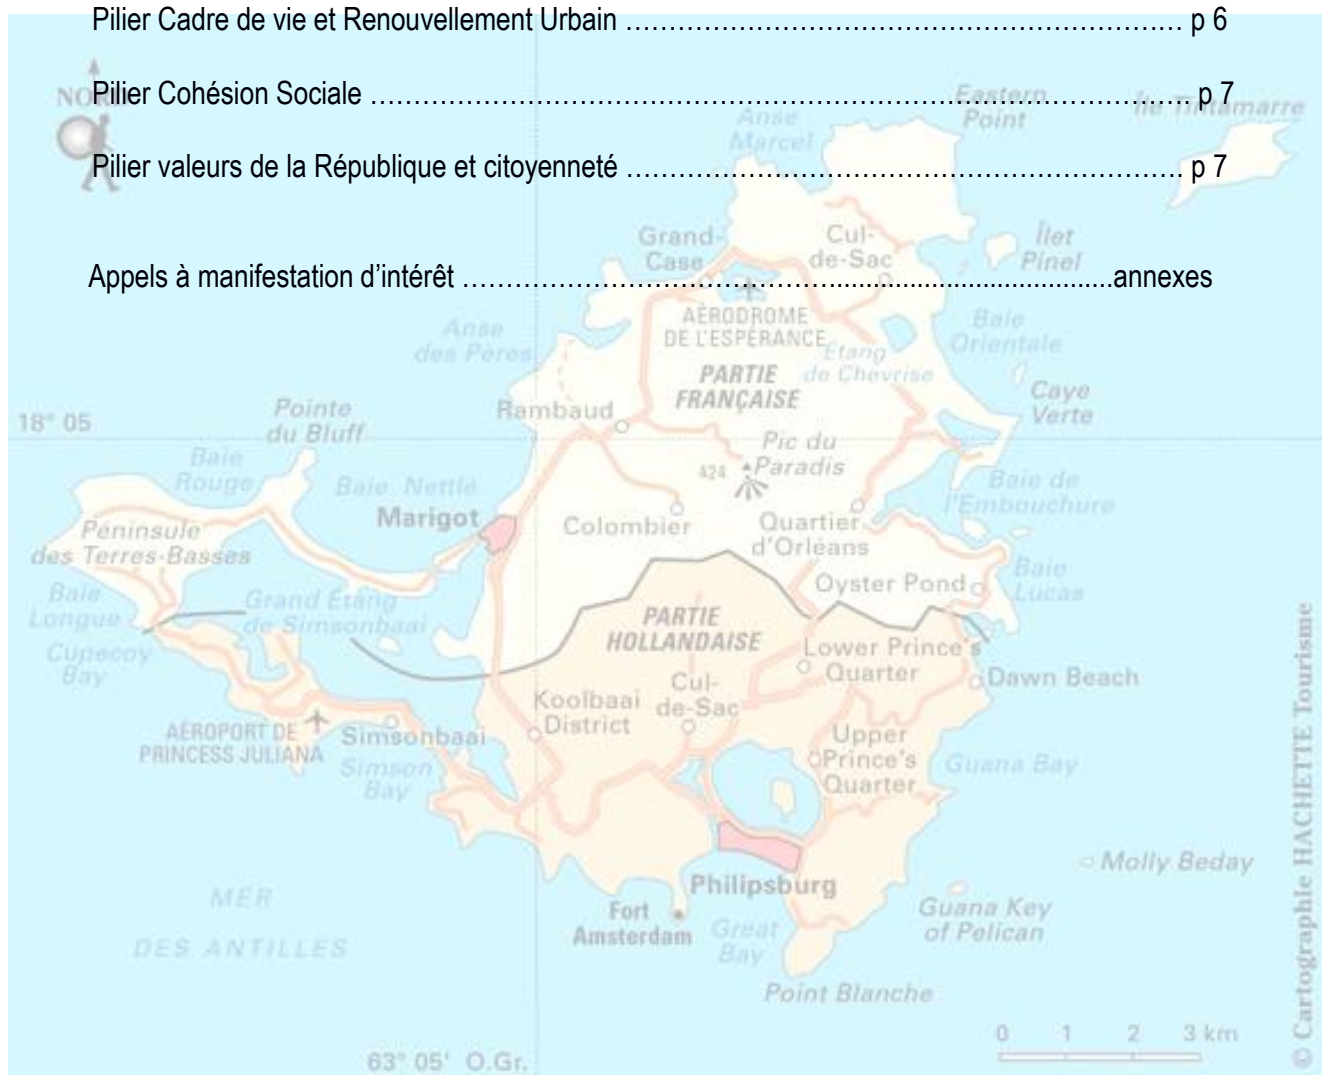 Pilier Cadre de vie et Renouvellement Urbain ……………………………………………………………… p 6
NORD
Pilier Cohésion Sociale …………………………………………………………………………………………….. p 7
Eastern
Point
Île Tintamarre
Anse
Marcel
Pilier valeurs de la République et citoyenneté ……………………………………………………………. p 7
Grand-
Case
Cul-
de-Sac
Îlet
Pinel
Appels à manifestation d’intérêt ……………………………………….......................................annexes
AÉRODROME
DE L'ESPÉRANCE
Anse
des Pères
Baie
Orientale
Étang
de Chevrise
PARTIE
FRANÇAISE
Caye
Verte
18° 05
Pointe
du Bluff
Rambaud
Pic du
Paradis
424
Baie
Rouge
Baie Nettlé
Marigot
Baie de
l'Embouchure
Péninsule
des Terres-Basses
Colombier
Quartier
d'Orléans
Oyster Pond
Baie
Lucas
Baie
Longue
Grand Étang
de Simsonbaai
PARTIE
HOLLANDAISE
Cupecoy
Bay
Lower Prince's
Quarter
Dawn Beach
Koolbaai
District
Cul-
de-Sac
AÉROPORT DE
PRINCESS JULIANA
Simsonbaai
Simson
Bay
Upper
Prince's
Quarter
Guana Bay
Molly Beday
Philipsburg
MER
DES ANTILLES
Fort
Amsterdam
Great
Bay
Guana Key
of Pelican
Point Blanche
0 1 2 3 km
63° 05' O.Gr.
© Cartographie HACHETTE Tourisme